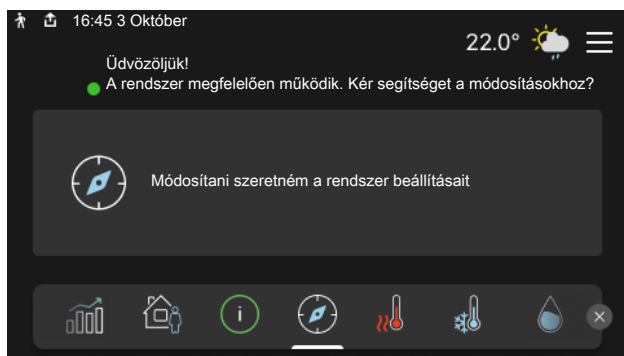 16:45 3 Október
22.0°
Üdvözöljük!
A rendszer megfelelően működik. Kér segítséget a módosításokhoz?
Módosítani szeretném a rendszer beállításait
i